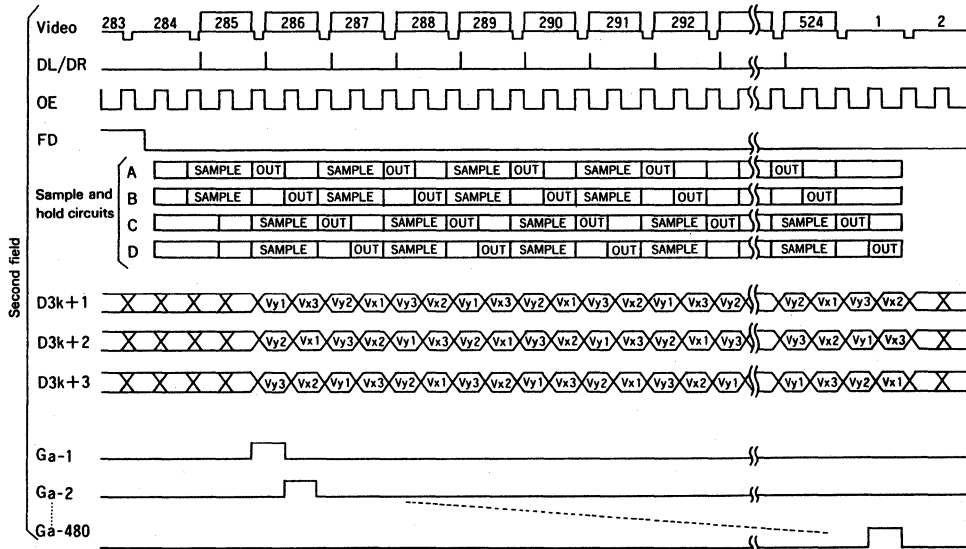 Second field
Video 283 284 285 286 287 288 289 290 291 292 524 1 2
DL/DR
OE
FD
Sample and
hold circuits
A SAMPLE OUT SAMPLE OUT SAMPLE OUT SAMPLE OUT OUT
B SAMPLE OUT SAMPLE OUT SAMPLE OUT SAMPLE OUT OUT
C SAMPLE OUT SAMPLE OUT SAMPLE OUT SAMPLE OUT SAMPLE OUT
D SAMPLE OUT SAMPLE OUT SAMPLE OUT SAMPLE OUT SAMPLE OUT
D3k+1 Vy1 Vx3 Vy2 Vx1 Vy3 Vx2 Vy1 Vx3 Vy2 Vx1 Vy3 Vx2 Vy1 Vx3 Vy2 Vy2 Vx1 Vy3 Vx2
D3k+2 Vy2 Vx1 Vy3 Vx2 Vy1 Vx3 Vy2 Vx1 Vy3 Vx2 Vy1 Vx3 Vy2 Vx1 Vy3 Vy3 Vx2 Vy1 Vx3
D3k+3 Vy3 Vx2 Vy1 Vx3 Vy2 Vx1 Vy3 Vx2 Vy1 Vx3 Vy2 Vx1 Vy3 Vx2 Vy1 Vy1 Vx3 Vy2 Vx1
Ga-1
Ga-2
Ga-480